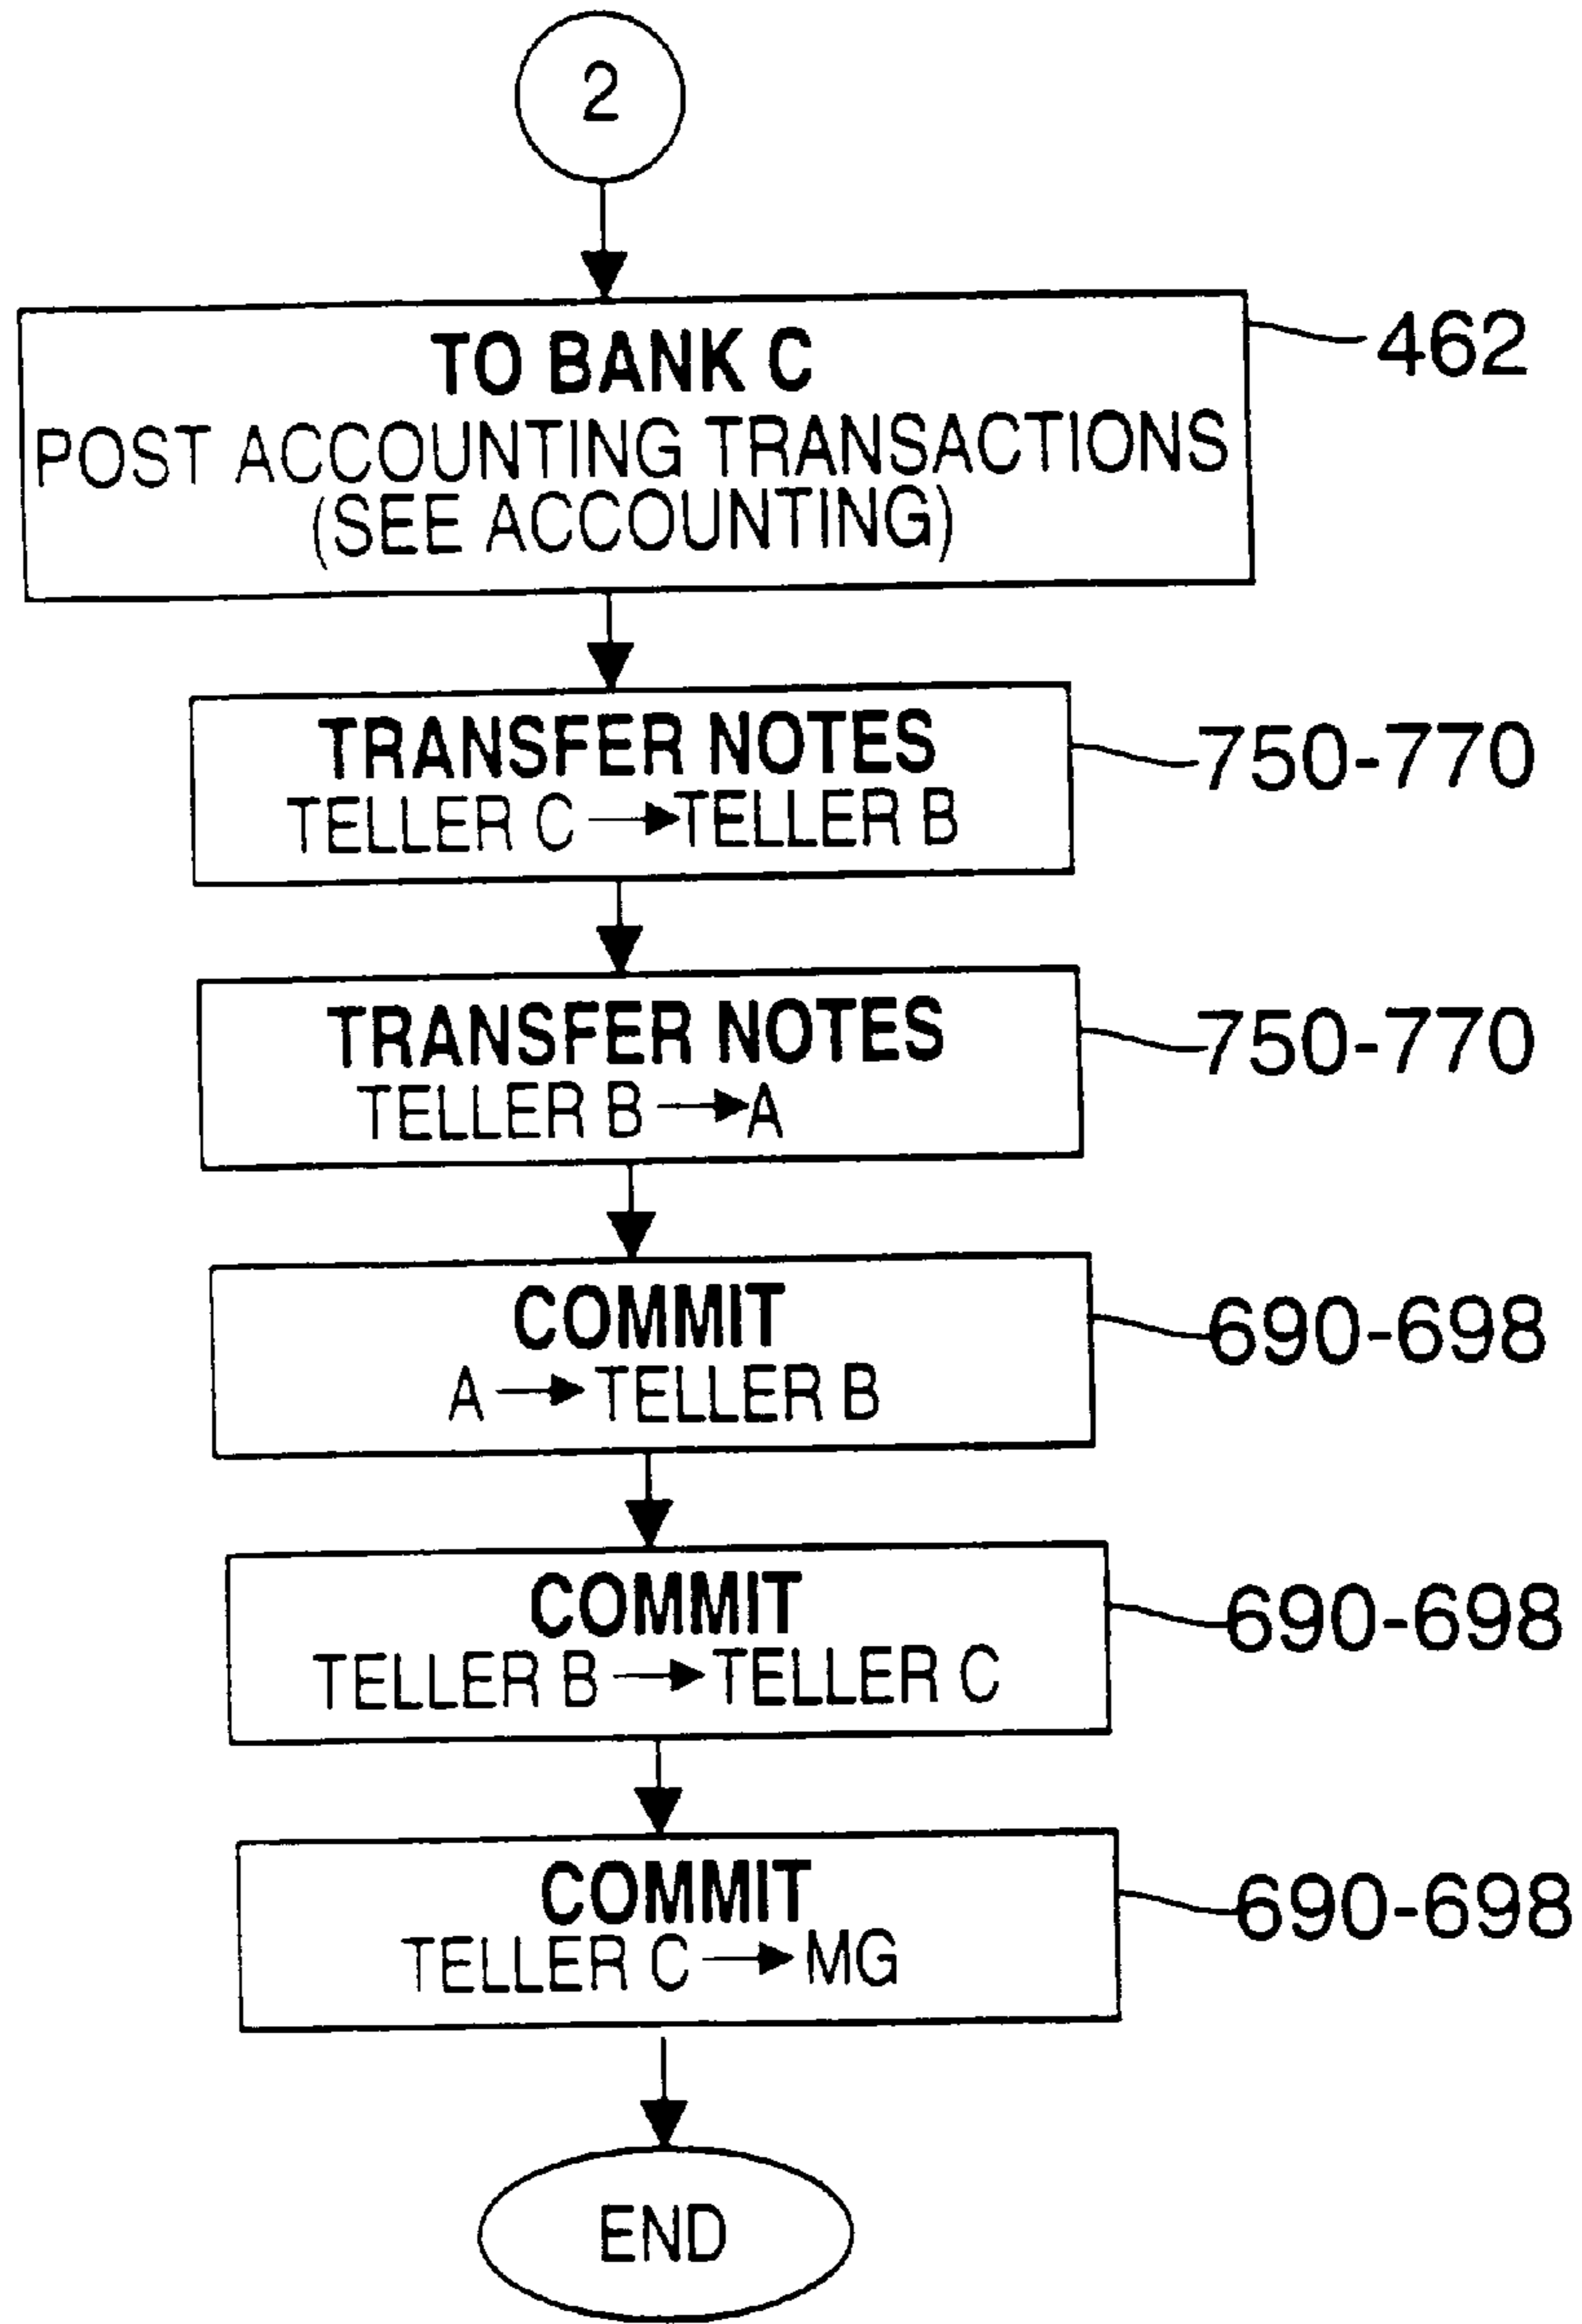 2
TO BANK C
462
POST ACCOUNTING TRANSACTIONS
(SEE ACCOUNTING)
TRANSFER NOTES
750-770
TELLER C → TELLER B
TRANSFER NOTES
750-770
TELLER B → A
COMMIT
690-698
A → TELLER B
COMMIT
690-698
TELLER B → TELLER C
COMMIT
690-698
TELLER C → MG
END